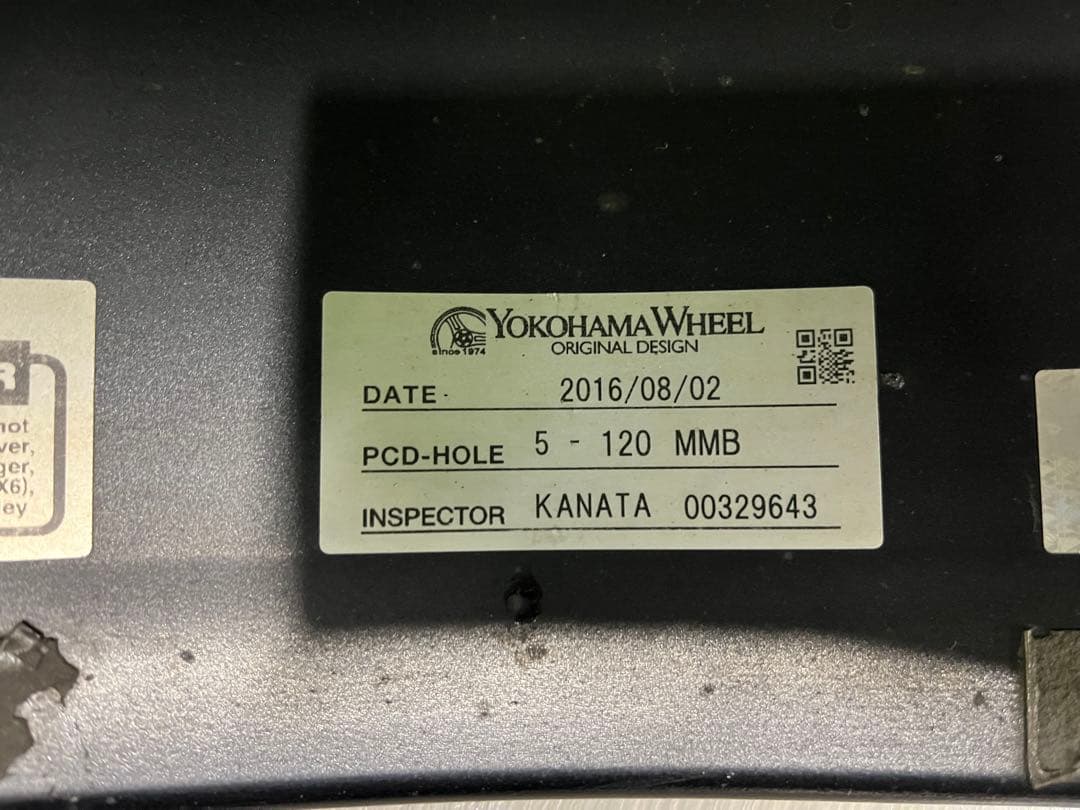 YOKOHAMA WHEEL
ORIGINAL DESIGN
since 1974
DATE 2016/08/02
PCD-HOLE 5 - 120 MMB
INSPECTOR KANATA 00329643
R
not
ver,
ger,
X6),
ley